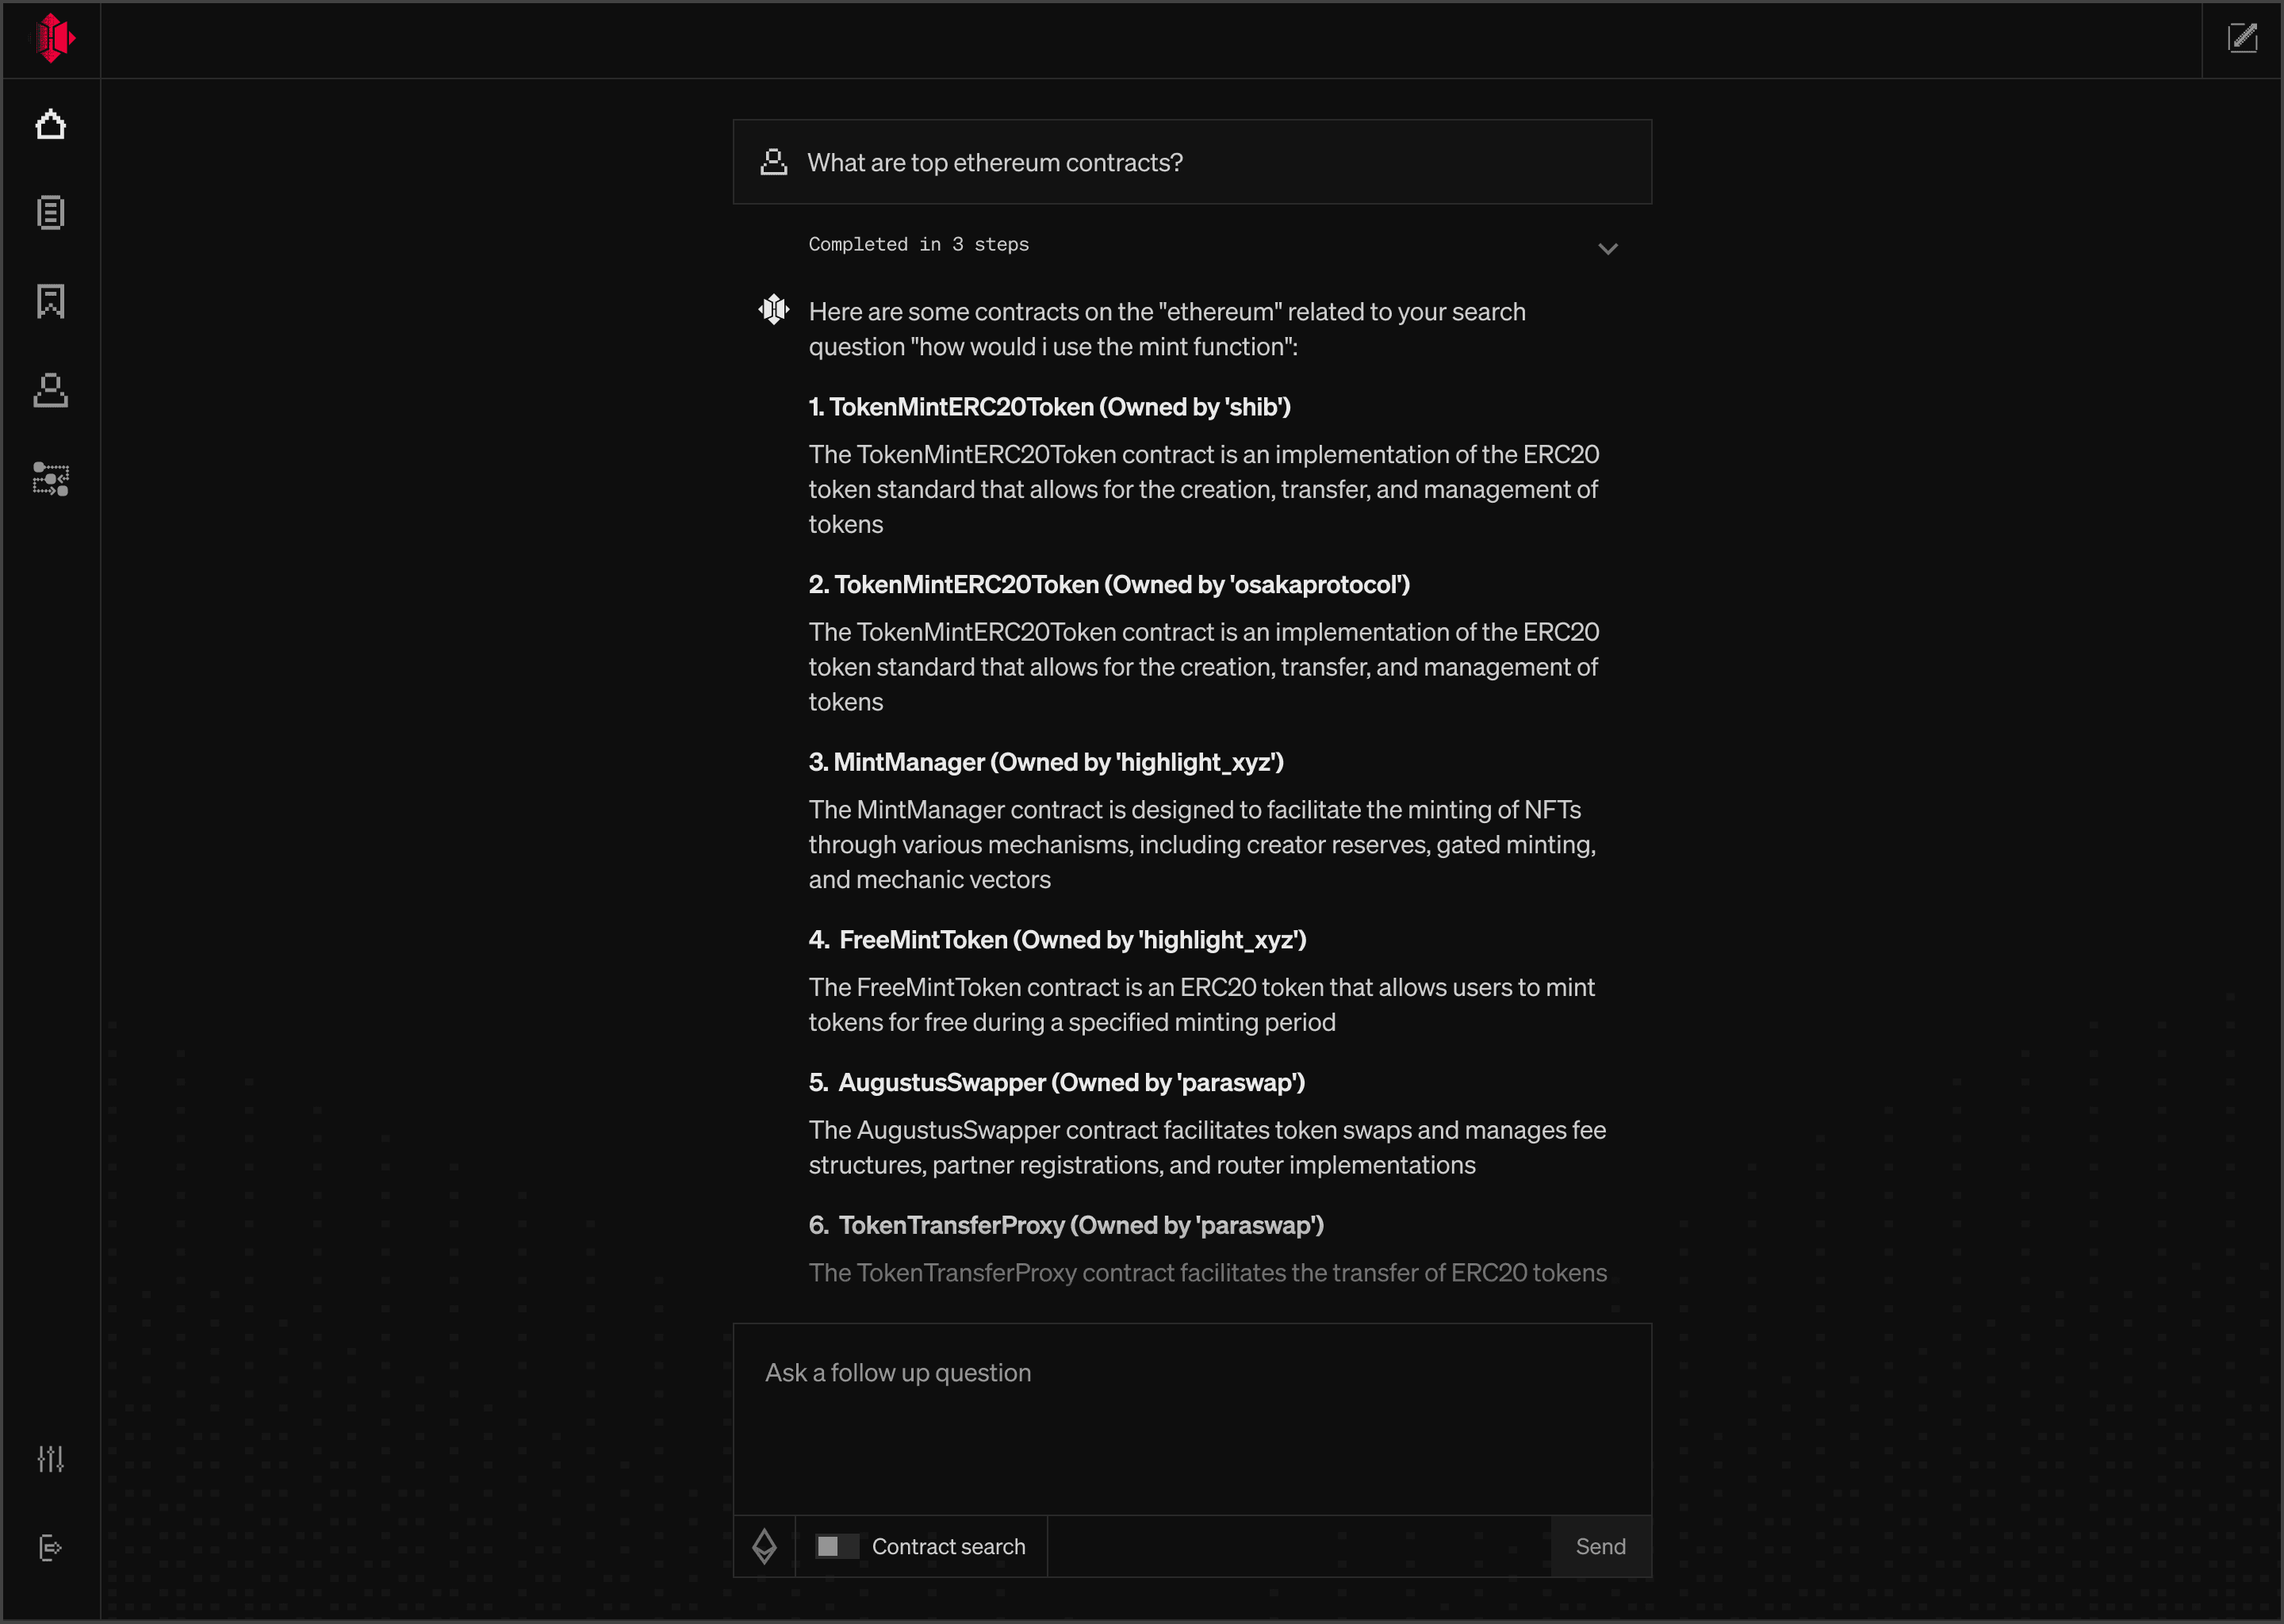 What are top ethereum contracts?
Completed in 3 steps
Here are some contracts on the "ethereum" related to your search
question "how would i use the mint function":
1. TokenMintERC20Token (Owned by 'shib')
The TokenMintERC20Token contract is an implementation of the ERC20
token standard that allows for the creation, transfer, and management of
tokens
2. TokenMintERC20Token (Owned by 'osakaprotocol')
The TokenMintERC20Token contract is an implementation of the ERC20
token standard that allows for the creation, transfer, and management of
tokens
3. MintManager (Owned by 'highlight_xyz')
The MintManager contract is designed to facilitate the minting of NFTs
through various mechanisms, including creator reserves, gated minting,
and mechanic vectors
4. FreeMintToken (Owned by 'highlight_xyz')
The FreeMintToken contract is an ERC20 token that allows users to mint
tokens for free during a specified minting period
5. AugustusSwapper (Owned by 'paraswap')
The AugustusSwapper contract facilitates token swaps and manages fee
structures, partner registrations, and router implementations
6. TokenTransferProxy (Owned by 'paraswap')
The TokenTransferProxy contract facilitates the transfer of ERC20 tokens
Ask a follow up question
Contract search
Send